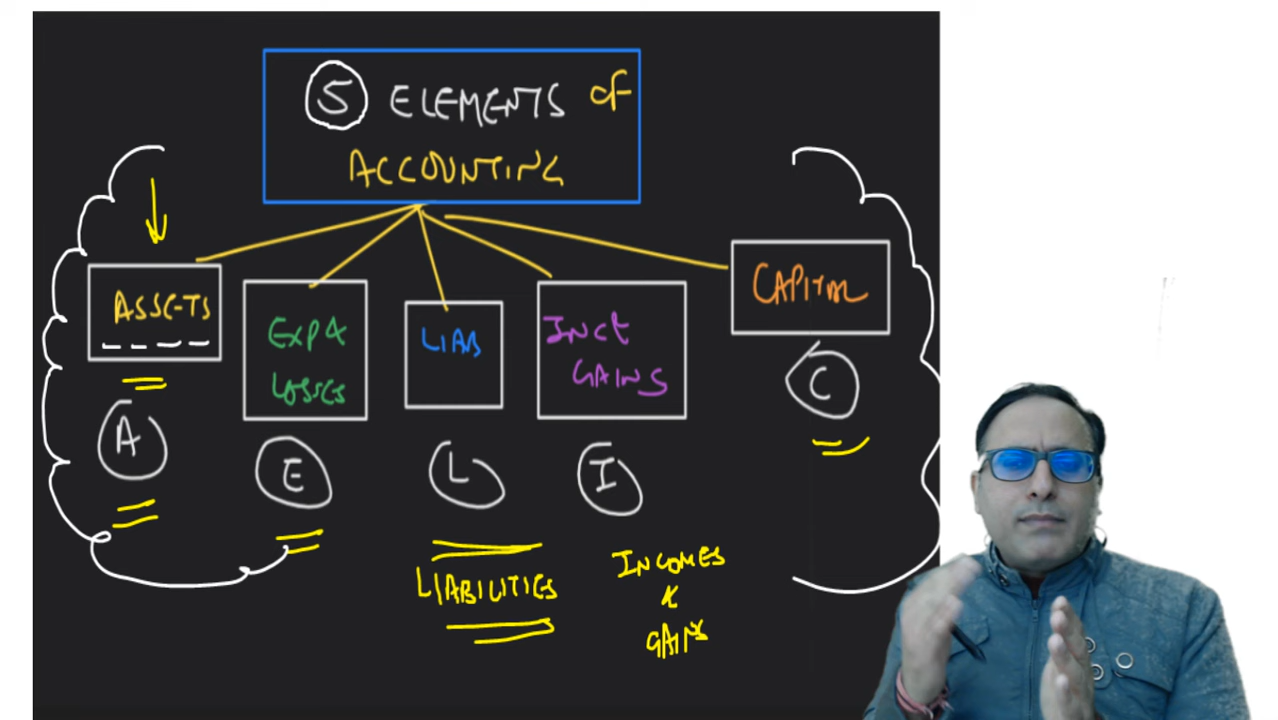 5 ELEMENTS OF
ACCOUNTING
ASSETS
EXP &
LOSSES
LIAB
INC &
GAINS
CAPITAL
A
E
L
I
C
LIABILITIES
INCOMES
&
GAINS